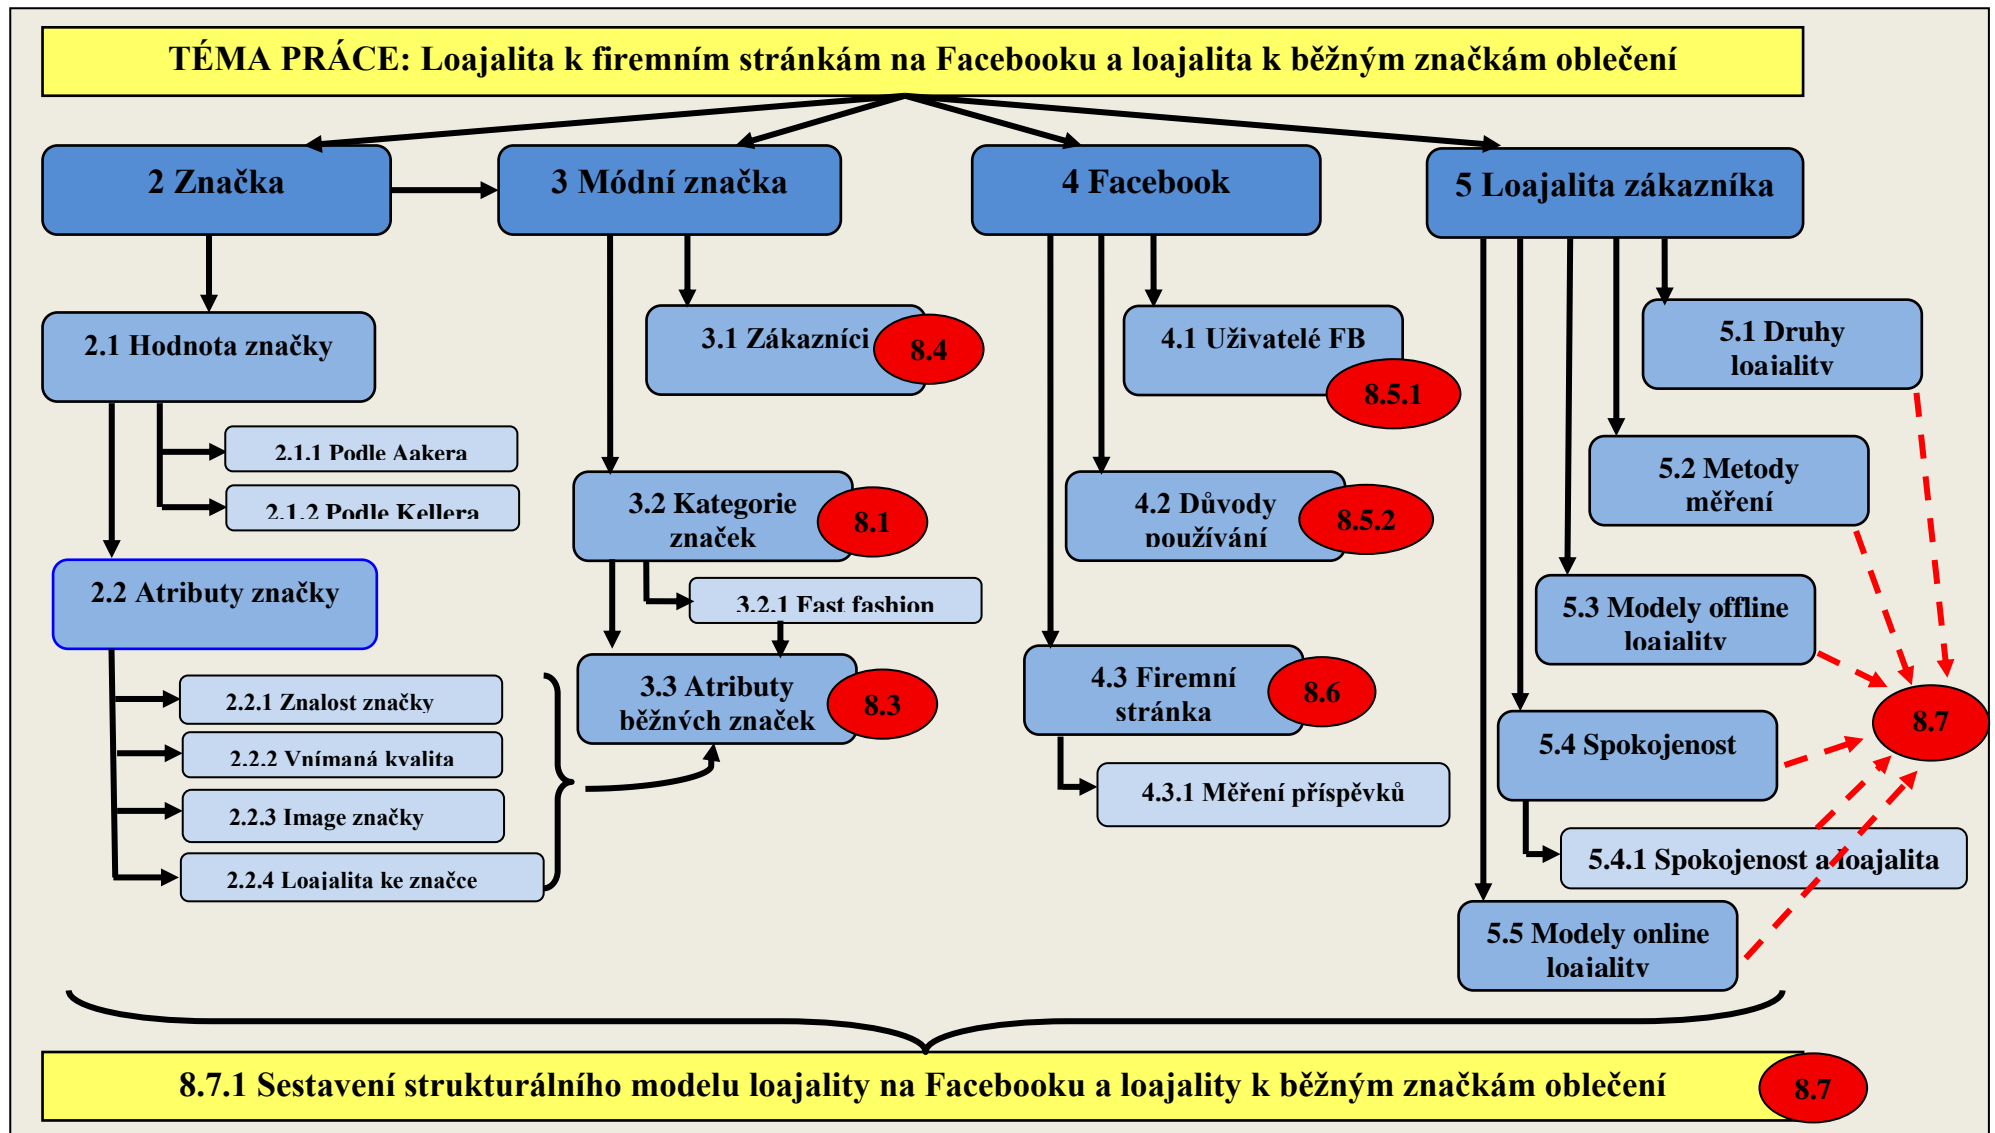 TÉMA PRÁCE: Loajalita k firemním stránkám na Facebooku a loajalita k běžným značkám oblečení
2 Značka
3 Módní značka
4 Facebook
5 Loajalita zákazníka
2.1 Hodnota značky
2.1.1 Podle Aakera
2.1.2 Podle Kellera
2.2 Atributy značky
2.2.1 Znalost značky
2.2.2 Vnímaná kvalita
2.2.3 Image značky
2.2.4 Loajalita ke značce
3.1 Zákazníci
8.4
3.2 Kategorie
značek
8.1
3.2.1 Fast fashion
3.3 Atributy
běžných značek
8.3
4.1 Uživatelé FB
8.5.1
4.2 Důvody
používání
8.5.2
4.3 Firemní
stránka
8.6
4.3.1 Měření příspěvků
5.1 Druhy
loajality
5.2 Metody
měření
5.3 Modely offline
loajality
5.4 Spokojenost
8.7
5.4.1 Spokojenost a loajalita
5.5 Modely online
loajality
8.7.1 Sestavení strukturálního modelu loajality na Facebooku a loajality k běžným značkám oblečení
8.7